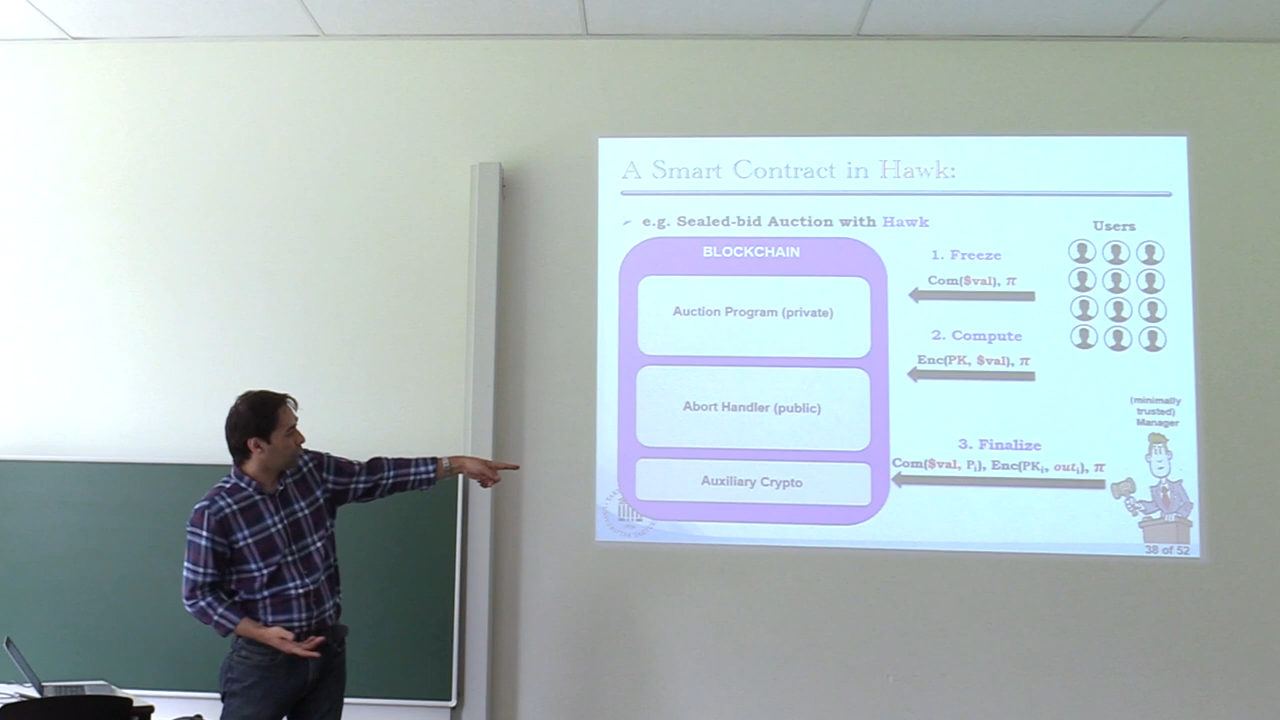 A Smart Contract in Hawk:
e.g. Sealed-bid Auction with Hawk
BLOCKCHAIN
Auction Program (private)
Abort Handler (public)
Auxiliary Crypto
1. Freeze
Com($val), π
2. Compute
Enc(PK, $val), π
3. Finalize
Com($val, Pᵢ), Enc(PKᵢ, outᵢ), π
Users
(minimally
trusted)
Manager
38 of 52